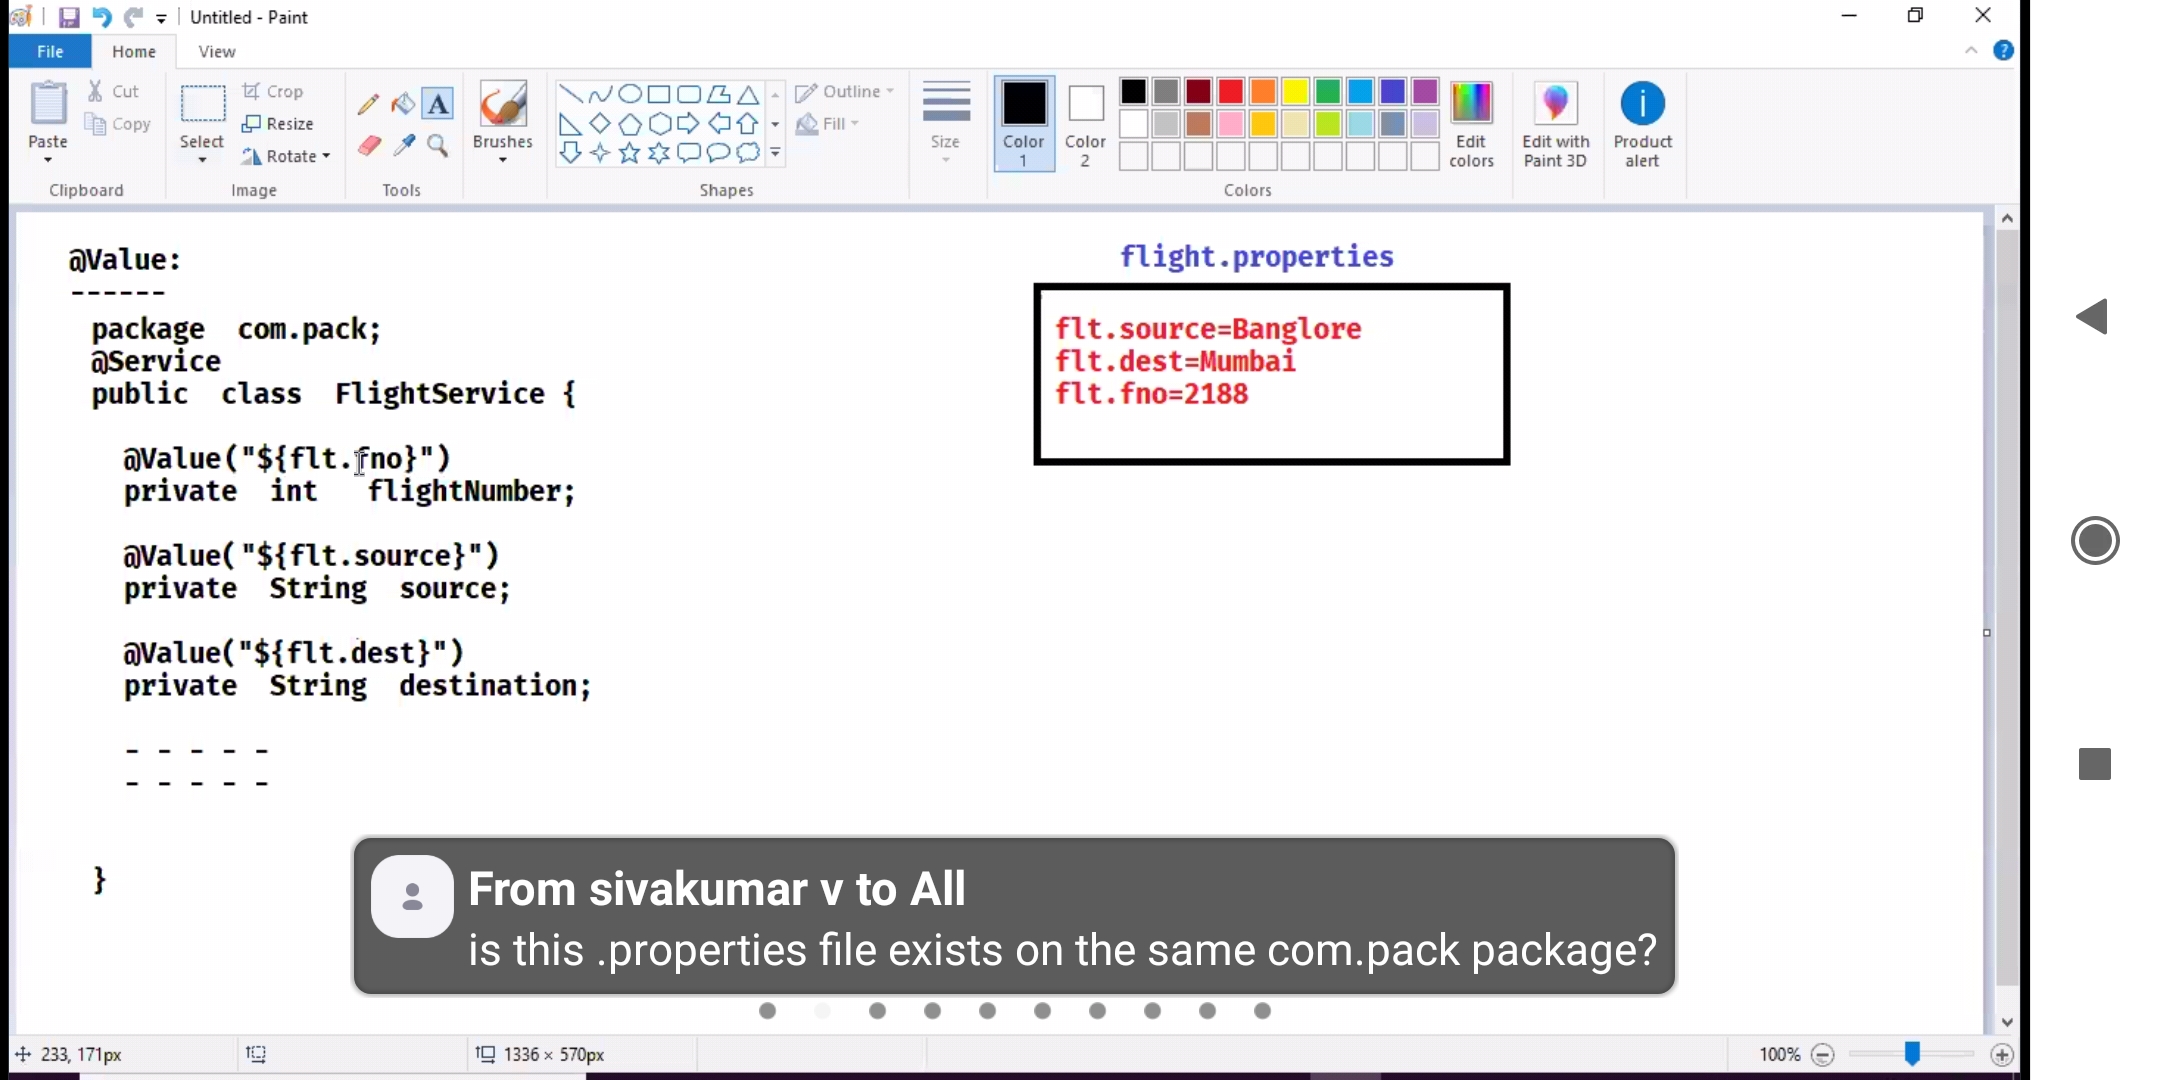 Untitled - Paint
File Home View
Paste Cut Copy Clipboard
Select Crop Resize Rotate Image
A Tools
Brushes
Outline Fill Shapes
Size
Color 1 Color 2
Edit colors Colors
Edit with Paint 3D
Product alert
@Value:
------
package com.pack;
@Service
public class FlightService {
@Value("${flt.fno}")
private int flightNumber;
@Value("${flt.source}")
private String source;
@Value("${flt.dest}")
private String destination;
- - - - -
- - - - -
}
flight.properties
flt.source=Banglore
flt.dest=Mumbai
flt.fno=2188
From sivakumar v to All
is this .properties file exists on the same com.pack package?
233, 171px 1336 × 570px 100%